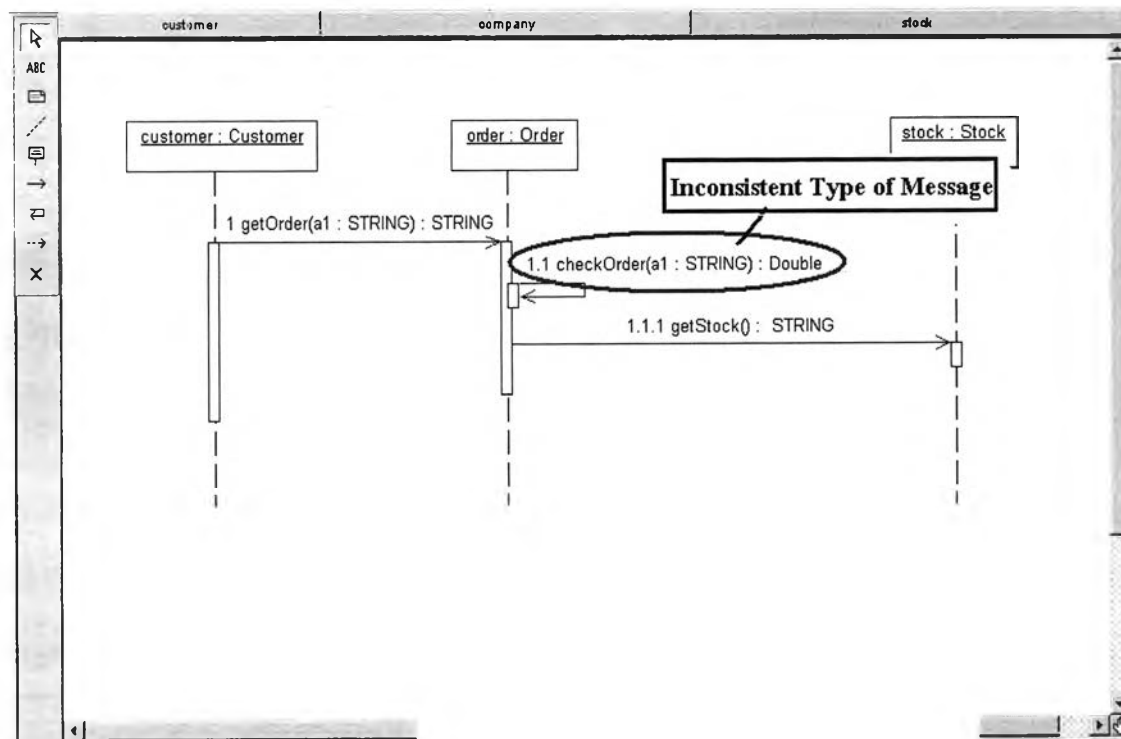 customer company stock
ABC
customer : Customer
order : Order
stock : Stock
Inconsistent Type of Message
1 getOrder(a1 : STRING) : STRING
1.1 checkOrder(a1 : STRING) : Double
1.1.1 getStock() : STRING